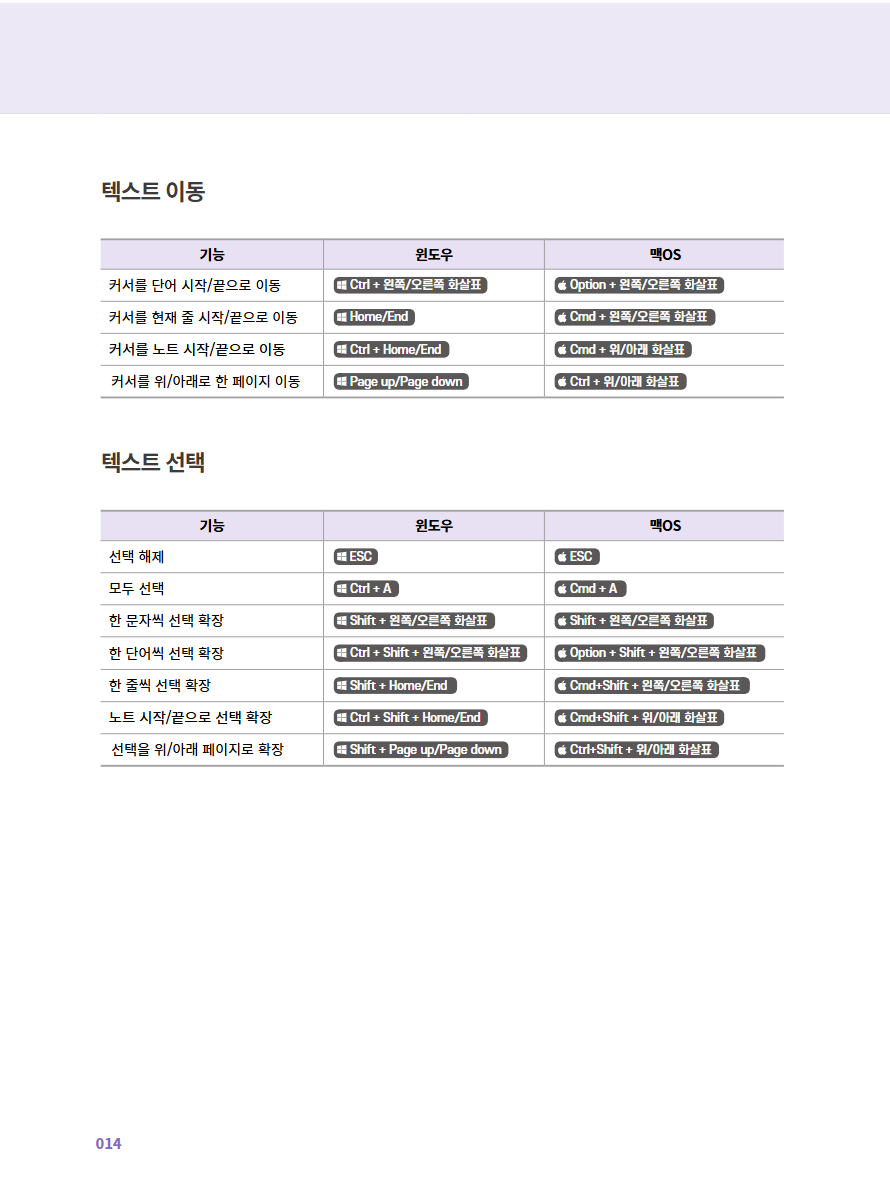 텍스트 이동
기능 윈도우 맥OS
커서를 단어 시작/끝으로 이동 Ctrl + 왼쪽/오른쪽 화살표 Option + 왼쪽/오른쪽 화살표
커서를 현재 줄 시작/끝으로 이동 Home/End Cmd + 왼쪽/오른쪽 화살표
커서를 노트 시작/끝으로 이동 Ctrl + Home/End Cmd + 위/아래 화살표
커서를 위/아래로 한 페이지 이동 Page up/Page down Ctrl + 위/아래 화살표
텍스트 선택
기능 윈도우 맥OS
선택 해제 ESC ESC
모두 선택 Ctrl + A Cmd + A
한 문자씩 선택 확장 Shift + 왼쪽/오른쪽 화살표 Shift + 왼쪽/오른쪽 화살표
한 단어씩 선택 확장 Ctrl + Shift + 왼쪽/오른쪽 화살표 Option + Shift + 왼쪽/오른쪽 화살표
한 줄씩 선택 확장 Shift + Home/End Cmd+Shift + 왼쪽/오른쪽 화살표
노트 시작/끝으로 선택 확장 Ctrl + Shift + Home/End Cmd+Shift + 위/아래 화살표
선택을 위/아래 페이지로 확장 Shift + Page up/Page down Ctrl+Shift + 위/아래 화살표
014